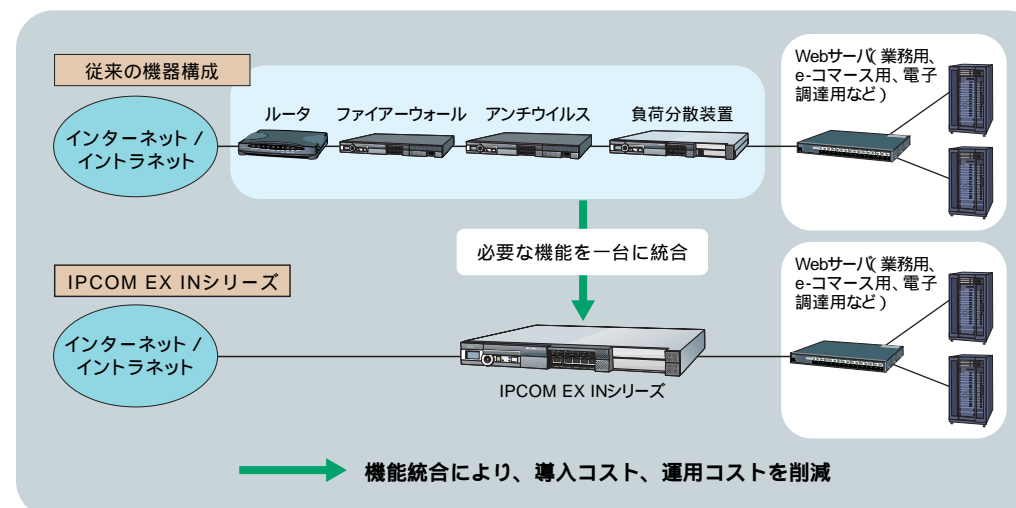 従来の機器構成
インターネット /
イントラネット
ルータ
ファイアーウォール
アンチウイルス
負荷分散装置
Webサーバ( 業務用、
e-コマース用、電子
調達用など )
必要な機能を一台に統合
IPCOM EX INシリーズ
インターネット /
イントラネット
IPCOM EX INシリーズ
Webサーバ( 業務用、
e-コマース用、電子
調達用など )
機能統合により、導入コスト、運用コストを削減